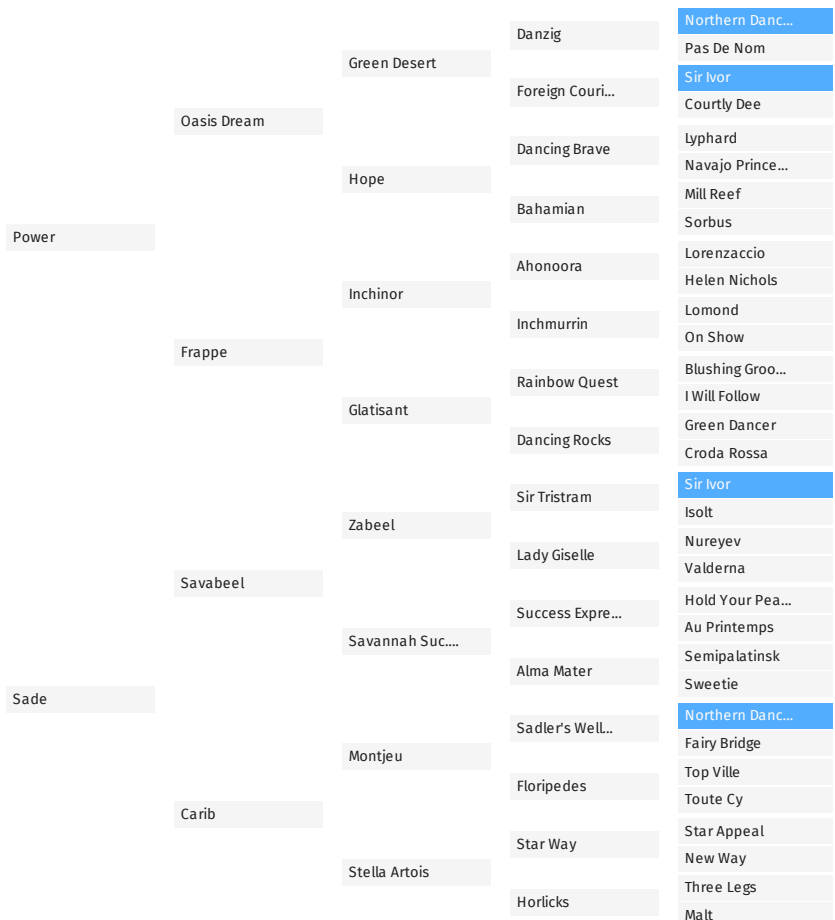 Northern Danc...
Danzig
Pas De Nom
Green Desert
Sir Ivor
Foreign Couri...
Courtly Dee
Oasis Dream
Lyphard
Dancing Brave
Navajo Prince...
Hope
Mill Reef
Bahamian
Sorbus
Power
Lorenzaccio
Ahonoora
Helen Nichols
Inchinor
Lomond
Inchmurrin
On Show
Frappe
Blushing Groo...
Rainbow Quest
I Will Follow
Glatisant
Green Dancer
Dancing Rocks
Croda Rossa
Sir Ivor
Sir Tristram
Isolt
Zabeel
Nureyev
Lady Giselle
Valderna
Savabeel
Hold Your Pea...
Success Expre...
Au Printemps
Savannah Suc....
Semipalatinsk
Alma Mater
Sweetie
Sade
Northern Danc...
Sadler's Well...
Fairy Bridge
Montjeu
Top Ville
Floripedes
Toute Cy
Carib
Star Appeal
Star Way
New Way
Stella Artois
Three Legs
Horlicks
Malt